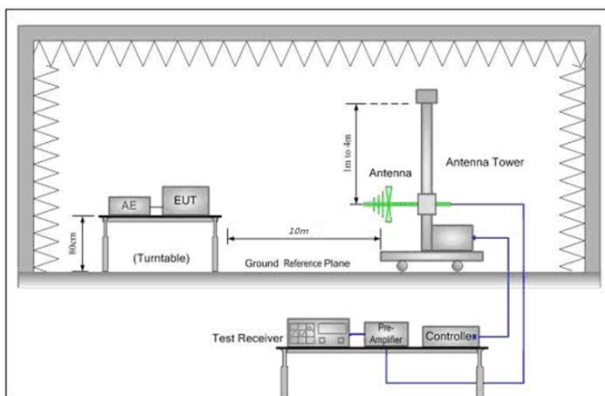 1m to 4m
Antenna
Antenna Tower
AE
EUT
80cm
(Turntable)
10m
Ground Reference Plane
Test Receiver
Pre-
Amplifier
Controller